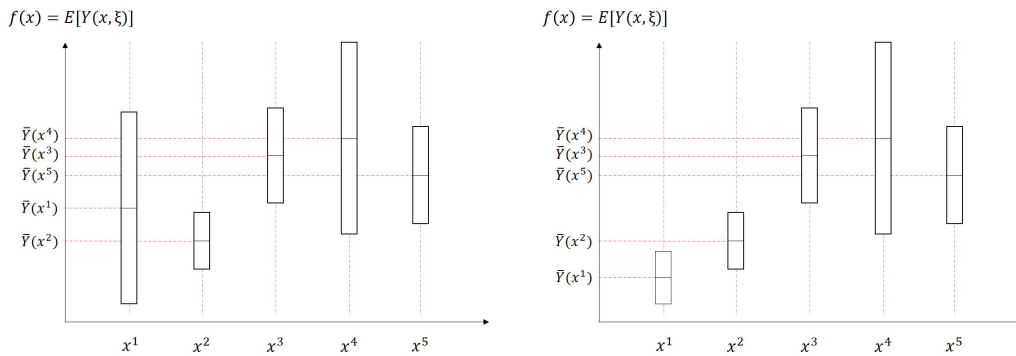 f(x) = E[Y(x, ξ)]
Ȳ(x⁴)
Ȳ(x³)
Ȳ(x⁵)
Ȳ(x¹)
Ȳ(x²)
x¹ x² x³ x⁴ x⁵
f(x) = E[Y(x, ξ)]
Ȳ(x⁴)
Ȳ(x³)
Ȳ(x⁵)
Ȳ(x²)
Ȳ(x¹)
x¹ x² x³ x⁴ x⁵